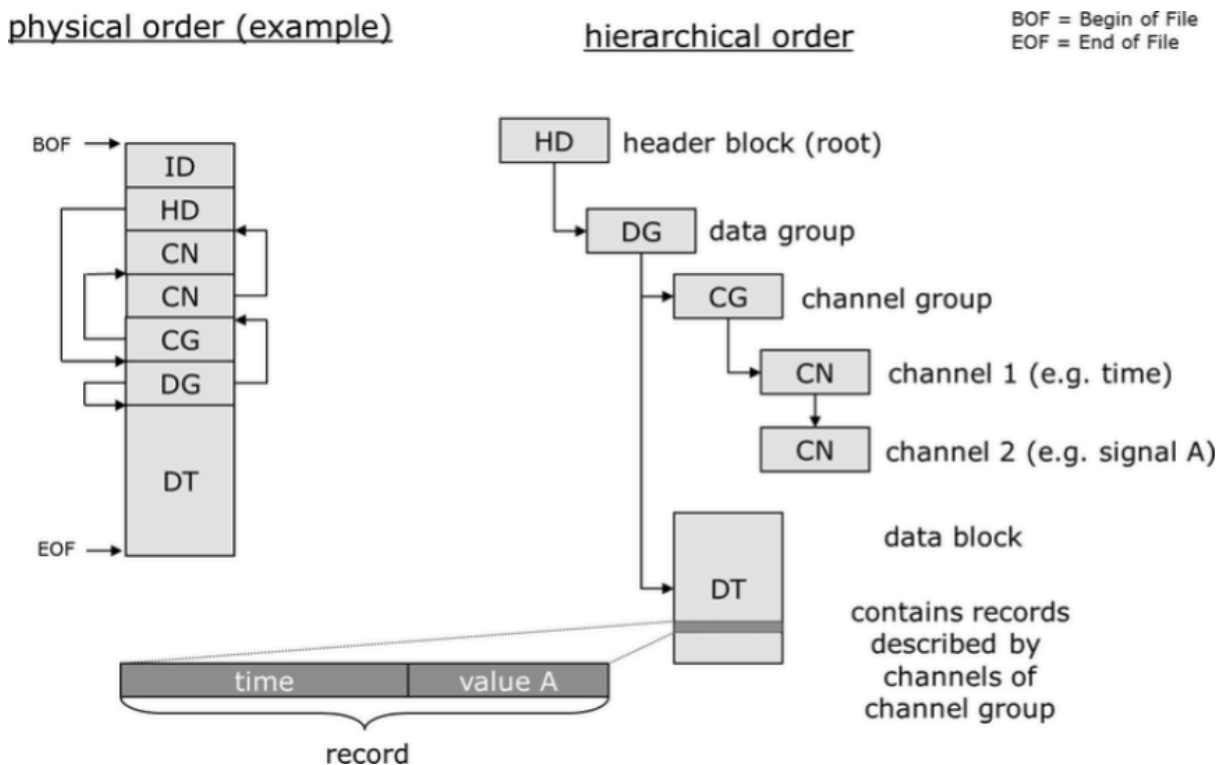 physical order (example)
hierarchical order
BOF = Begin of File
EOF = End of File
BOF
ID
HD
CN
CN
CG
DG
DT
EOF
HD
header block (root)
DG
data group
CG
channel group
CN
channel 1 (e.g. time)
CN
channel 2 (e.g. signal A)
DT
data block
contains records
described by
channels of
channel group
time
value A
record